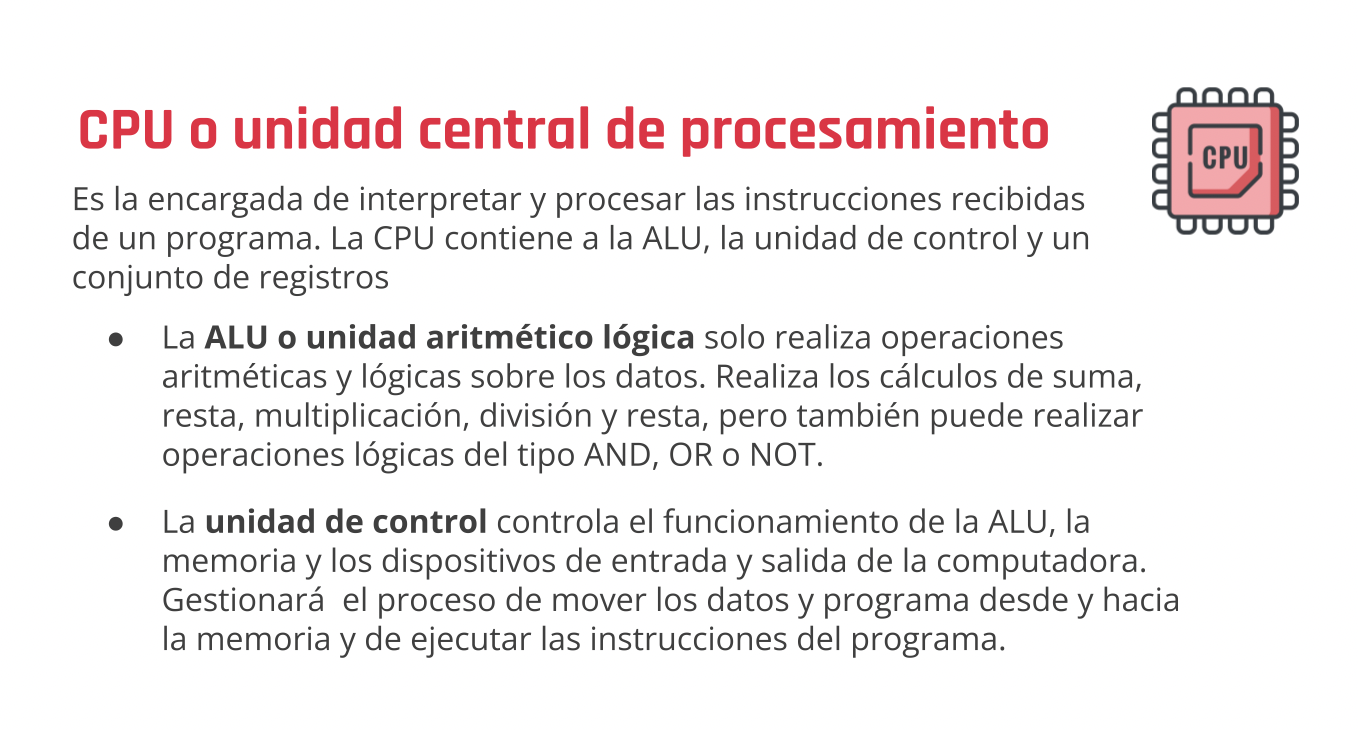 CPU o unidad central de procesamiento
CPU
Es la encargada de interpretar y procesar las instrucciones recibidas
de un programa. La CPU contiene a la ALU, la unidad de control y un
conjunto de registros
● La ALU o unidad aritmético lógica solo realiza operaciones
aritméticas y lógicas sobre los datos. Realiza los cálculos de suma,
resta, multiplicación, división y resta, pero también puede realizar
operaciones lógicas del tipo AND, OR o NOT.
● La unidad de control controla el funcionamiento de la ALU, la
memoria y los dispositivos de entrada y salida de la computadora.
Gestionará  el proceso de mover los datos y programa desde y hacia
la memoria y de ejecutar las instrucciones del programa.